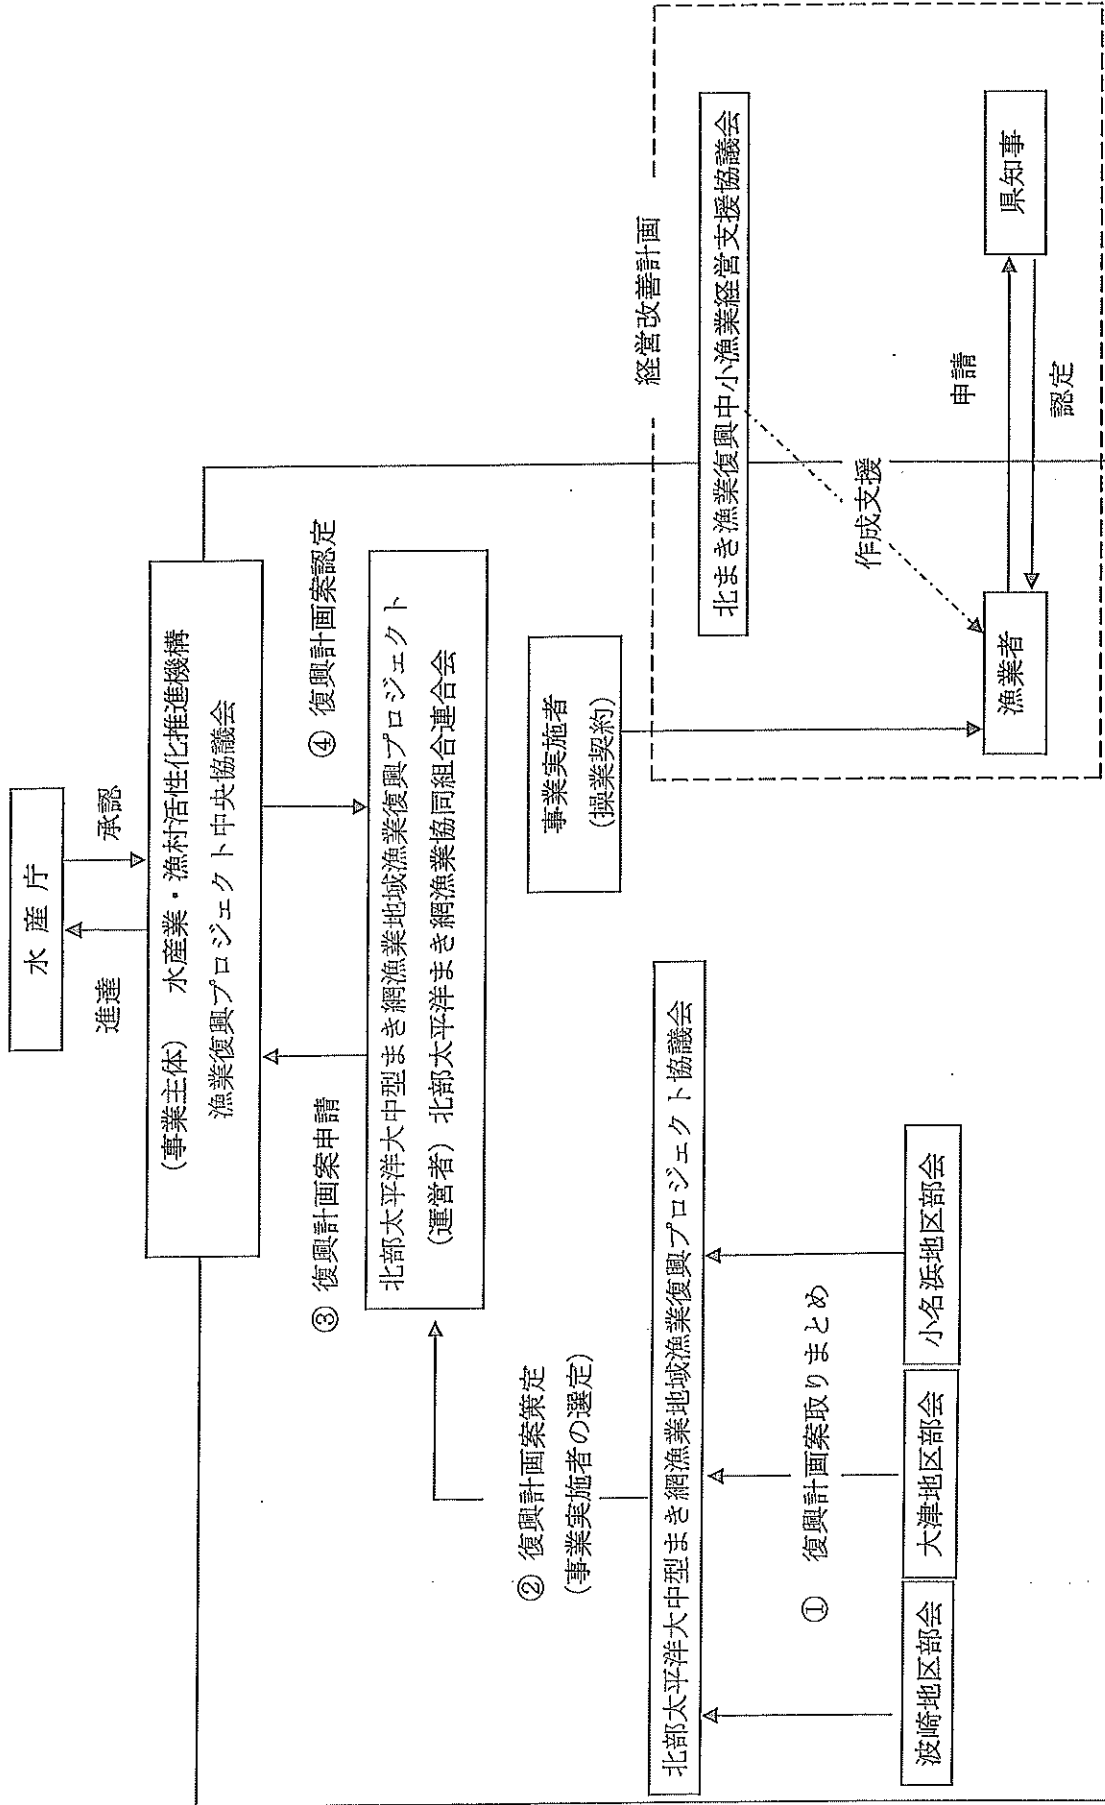 水産庁
進達
承認
(事業主体) 水産業・漁村活性化推進機構
漁業復興プロジェクト中央協議会
③ 復興計画案申請
④ 復興計画案認定
北部太平洋大中型まき網漁業地域漁業復興プロジェクト
(運営者) 北部太平洋まき網漁業協同組合連合会
② 復興計画案策定
(事業実施者の選定)
事業実施者
(操業契約)
北部太平洋大中型まき網漁業地域漁業復興プロジェクト協議会
① 復興計画案取りまとめ
波崎地区部会
大津地区部会
小名浜地区部会
経営改善計画
北まき漁業復興中小漁業経営支援協議会
作成支援
漁業者
申請
認定
県知事